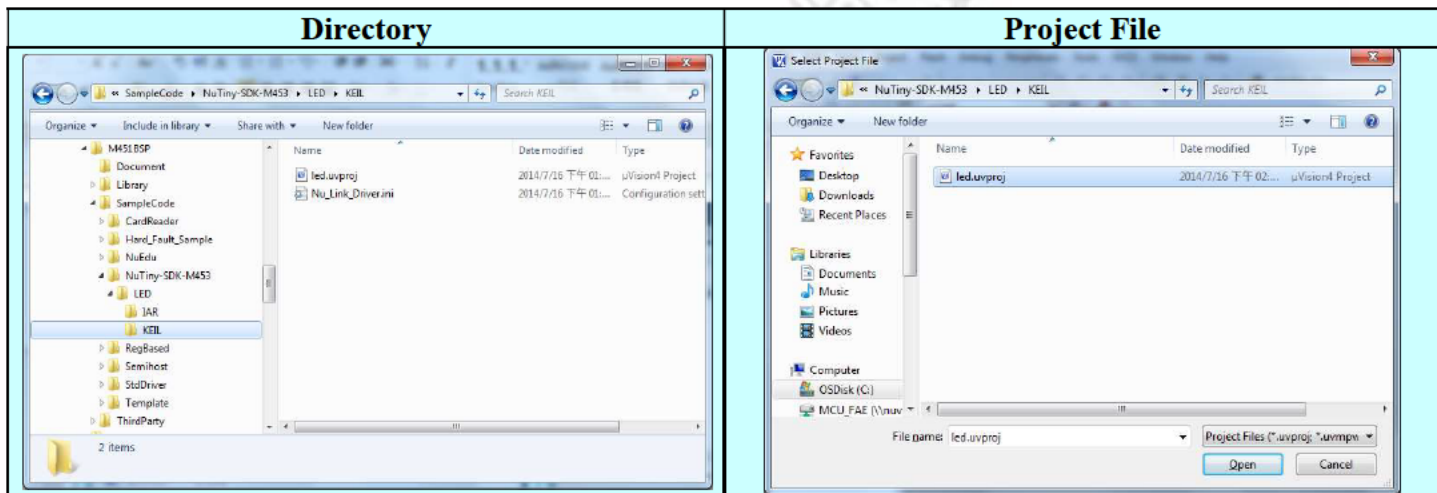 Directory
Project File
« SampleCode ▸ NuTiny-SDK-M453 ▸ LED ▸ KEIL
Search KEIL
Organize ▾ Include in library ▾ Share with ▾ New folder
M451BSP
Document
Library
SampleCode
CardReader
Hard_Fault_Sample
NuEdu
NuTiny-SDK-M453
LED
IAR
KEIL
RegBased
Semihost
StdDriver
Template
ThirdParty
Name Date modified Type
led.uvproj 2014/7/16 下午 01:... µVision4 Project
Nu_Link_Driver.ini 2014/7/16 下午 01:... Configuration sett
2 items
Select Project File
« NuTiny-SDK-M453 ▸ LED ▸ KEIL
Search KEIL
Organize ▾ New folder
Favorites
Desktop
Downloads
Recent Places
Libraries
Documents
Music
Pictures
Videos
Computer
OSDisk (C:)
MCU_FAE (\\nuv
Name Date modified Type
led.uvproj 2014/7/16 下午 02:... µVision4 Project
File name: led.uvproj
Project Files (*.uvproj; *.uvmpw
Open Cancel